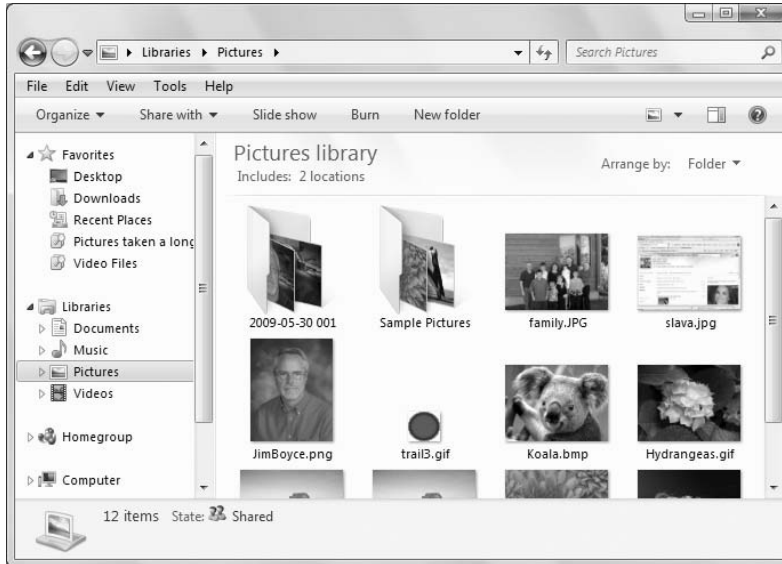 Libraries Pictures
Search Pictures
File Edit View Tools Help
Organize Share with Slide show Burn New folder
Favorites
Desktop
Downloads
Recent Places
Pictures taken a long
Video Files
Libraries
Documents
Music
Pictures
Videos
Homegroup
Computer
Pictures library
Includes: 2 locations
Arrange by: Folder
2009-05-30 001
Sample Pictures
family.JPG
slava.jpg
JimBoyce.png
trail3.gif
Koala.bmp
Hydrangeas.gif
12 items State: Shared